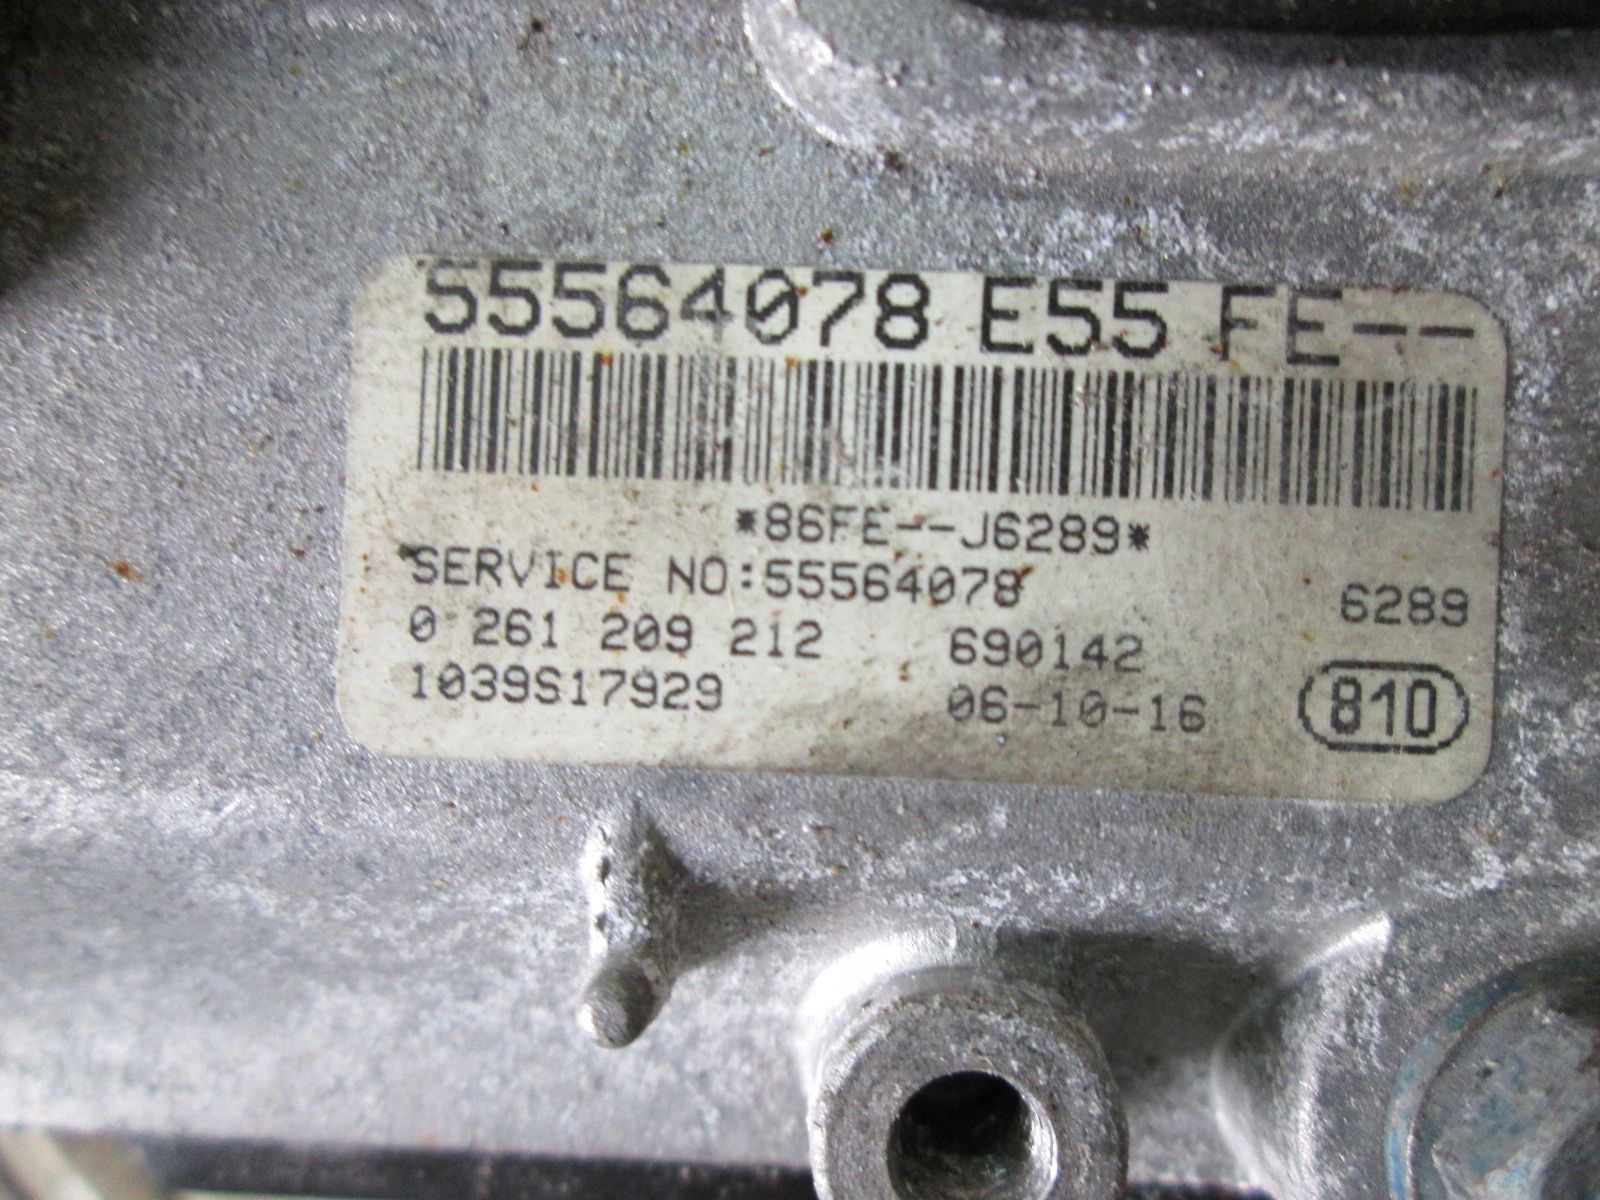 55564078 E55 FE--
*86FE--J6289*
SERVICE NO:55564078
6289
0 261 209 212 690142
1039S17929 06-10-16
810